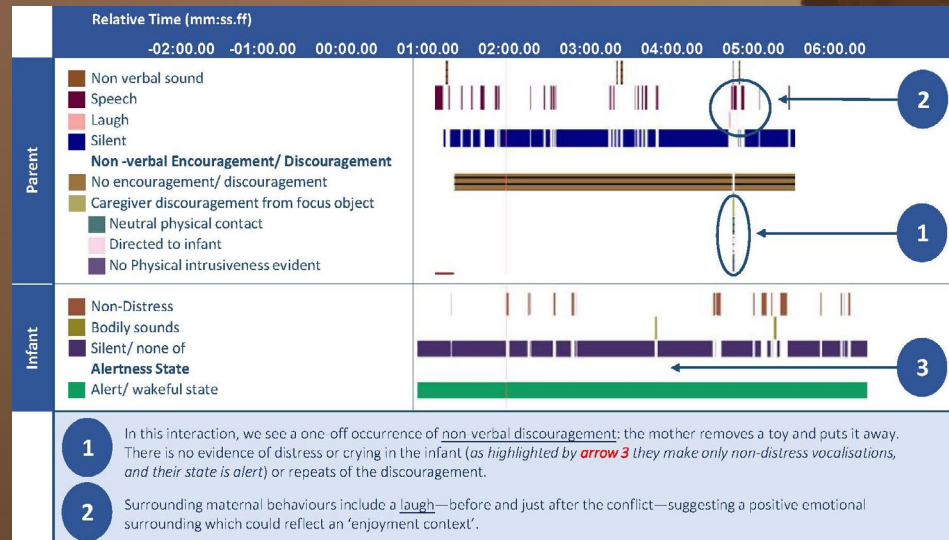 Relative Time (mm:ss.ff)
-02:00.00 -01:00.00 00:00.00 01:00.00 02:00.00 03:00.00 04:00.00 05:00.00 06:00.00
Parent
Non verbal sound
Speech
2
Laugh
Silent
Non -verbal Encouragement/ Discouragement
No encouragement/ discouragement
Caregiver discouragement from focus object
Neutral physical contact
1
Directed to infant
No Physical intrusiveness evident
Infant
Non-Distress
Bodily sounds
Silent/ none of
Alertness State
3
Alert/ wakeful state
1
In this interaction, we see a one-off occurrence of non-verbal discouragement: the mother removes a toy and puts it away.
There is no evidence of distress or crying in the infant (as highlighted by arrow 3 they make only non-distress vocalisations,
and their state is alert) or repeats of the discouragement.
2
Surrounding maternal behaviours include a laugh—before and just after the conflict—suggesting a positive emotional
surrounding which could reflect an ‘enjoyment context’.